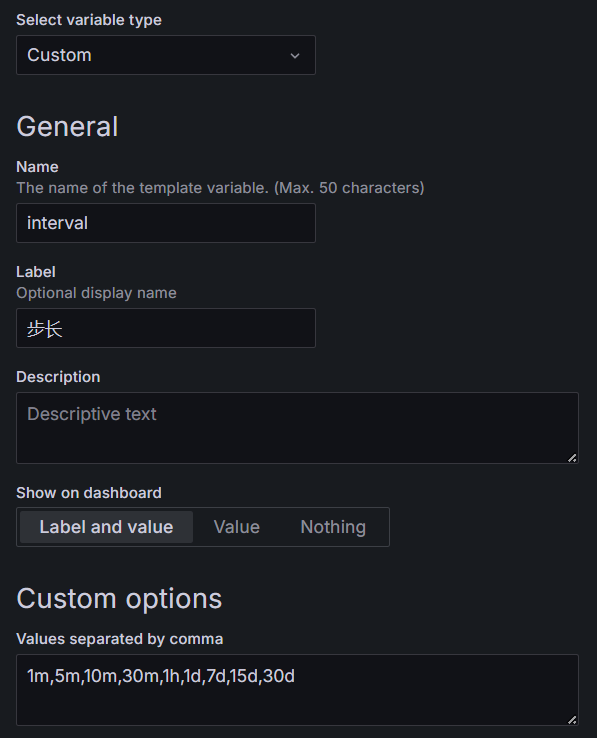 Select variable type
Custom
General
Name
The name of the template variable. (Max. 50 characters)
interval
Label
Optional display name
步长
Description
Descriptive text
Show on dashboard
Label and value Value Nothing
Custom options
Values separated by comma
1m,5m,10m,30m,1h,1d,7d,15d,30d